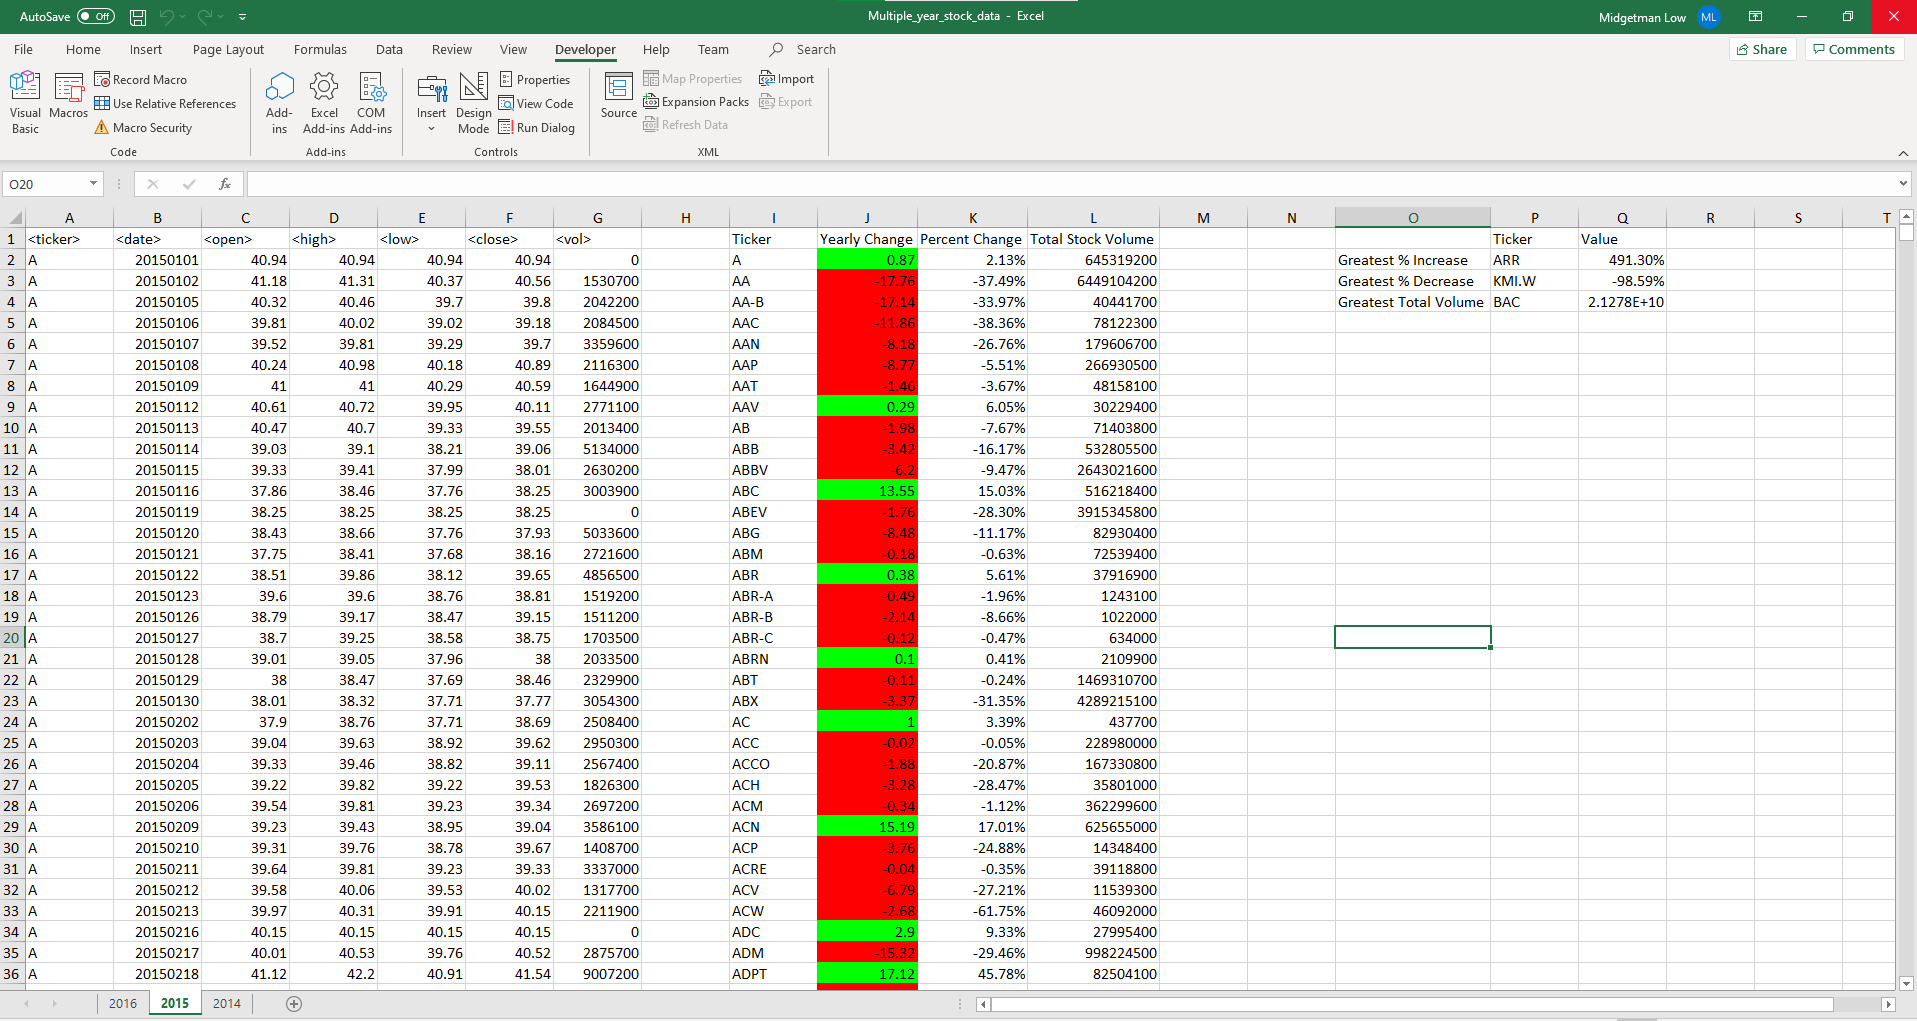 AutoSave Off Multiple_year_stock_data - Excel Midgetman Low ML
File Home Insert Page Layout Formulas Data Review View Developer Help Team Search Share Comments
Visual Basic Macros Record Macro Use Relative References Macro Security Code
Add-ins Excel Add-ins COM Add-ins Add-ins
Insert Design Mode Properties View Code Run Dialog Controls
Source Map Properties Expansion Packs Refresh Data Import Export XML
O20 fx
A B C D E F G H I J K L M N O P Q R S T
1 <ticker> <date> <open> <high> <low> <close> <vol> Ticker Yearly Change Percent Change Total Stock Volume Ticker Value
2 A 20150101 40.94 40.94 40.94 40.94 0 A 0.87 2.13% 645319200 Greatest % Increase ARR 491.30%
3 A 20150102 41.18 41.31 40.37 40.56 1530700 AA -17.76 -37.49% 6449104200 Greatest % Decrease KMI.W -98.59%
4 A 20150105 40.32 40.46 39.7 39.8 2042200 AA-B -17.14 -33.97% 40441700 Greatest Total Volume BAC 2.1278E+10
5 A 20150106 39.81 40.02 39.02 39.18 2084500 AAC -11.86 -38.36% 78122300
6 A 20150107 39.52 39.81 39.29 39.7 3359600 AAN -8.18 -26.76% 179606700
7 A 20150108 40.24 40.98 40.18 40.89 2116300 AAP -8.77 -5.51% 266930500
8 A 20150109 41 41 40.29 40.59 1644900 AAT -1.46 -3.67% 48158100
9 A 20150112 40.61 40.72 39.95 40.11 2771100 AAV 0.29 6.05% 30229400
10 A 20150113 40.47 40.7 39.33 39.55 2013400 AB -1.98 -7.67% 71403800
11 A 20150114 39.03 39.1 38.21 39.06 5134000 ABB -3.42 -16.17% 532805500
12 A 20150115 39.33 39.41 37.99 38.01 2630200 ABBV -6.2 -9.47% 2643021600
13 A 20150116 37.86 38.46 37.76 38.25 3003900 ABC 13.55 15.03% 516218400
14 A 20150119 38.25 38.25 38.25 38.25 0 ABEV -1.76 -28.30% 3915345800
15 A 20150120 38.43 38.66 37.76 37.93 5033600 ABG -8.48 -11.17% 82930400
16 A 20150121 37.75 38.41 37.68 38.16 2721600 ABM -0.18 -0.63% 72539400
17 A 20150122 38.51 39.86 38.12 39.65 4856500 ABR 0.38 5.61% 37916900
18 A 20150123 39.6 39.6 38.76 38.81 1519200 ABR-A -0.49 -1.96% 1243100
19 A 20150126 38.79 39.17 38.47 39.15 1511200 ABR-B -2.14 -8.66% 1022000
20 A 20150127 38.7 39.25 38.58 38.75 1703500 ABR-C -0.12 -0.47% 634000
21 A 20150128 39.01 39.05 37.96 38 2033500 ABRN 0.1 0.41% 2109900
22 A 20150129 38 38.47 37.69 38.46 2329900 ABT -0.11 -0.24% 1469310700
23 A 20150130 38.01 38.32 37.71 37.77 3054300 ABX -3.37 -31.35% 4289215100
24 A 20150202 37.9 38.76 37.71 38.69 2508400 AC 1 3.39% 437700
25 A 20150203 39.04 39.63 38.92 39.62 2950300 ACC -0.02 -0.05% 228980000
26 A 20150204 39.33 39.46 38.82 39.11 2567400 ACCO -1.88 -20.87% 167330800
27 A 20150205 39.22 39.82 39.22 39.53 1826300 ACH -3.28 -28.47% 35801000
28 A 20150206 39.54 39.81 39.23 39.34 2697200 ACM -0.34 -1.12% 362299600
29 A 20150209 39.23 39.43 38.95 39.04 3586100 ACN 15.19 17.01% 625655000
30 A 20150210 39.31 39.76 38.78 39.67 1408700 ACP -3.76 -24.88% 14348400
31 A 20150211 39.64 39.81 39.23 39.33 3337000 ACRE -0.04 -0.35% 39118800
32 A 20150212 39.58 40.06 39.53 40.02 1317700 ACV -6.79 -27.21% 11539300
33 A 20150213 39.97 40.31 39.91 40.15 2211900 ACW -2.68 -61.75% 46092000
34 A 20150216 40.15 40.15 40.15 40.15 0 ADC 2.9 9.33% 27995400
35 A 20150217 40.01 40.53 39.76 40.52 2875700 ADM -15.32 -29.46% 998224500
36 A 20150218 41.12 42.2 40.91 41.54 9007200 ADPT 17.12 45.78% 82504100
2016 2015 2014